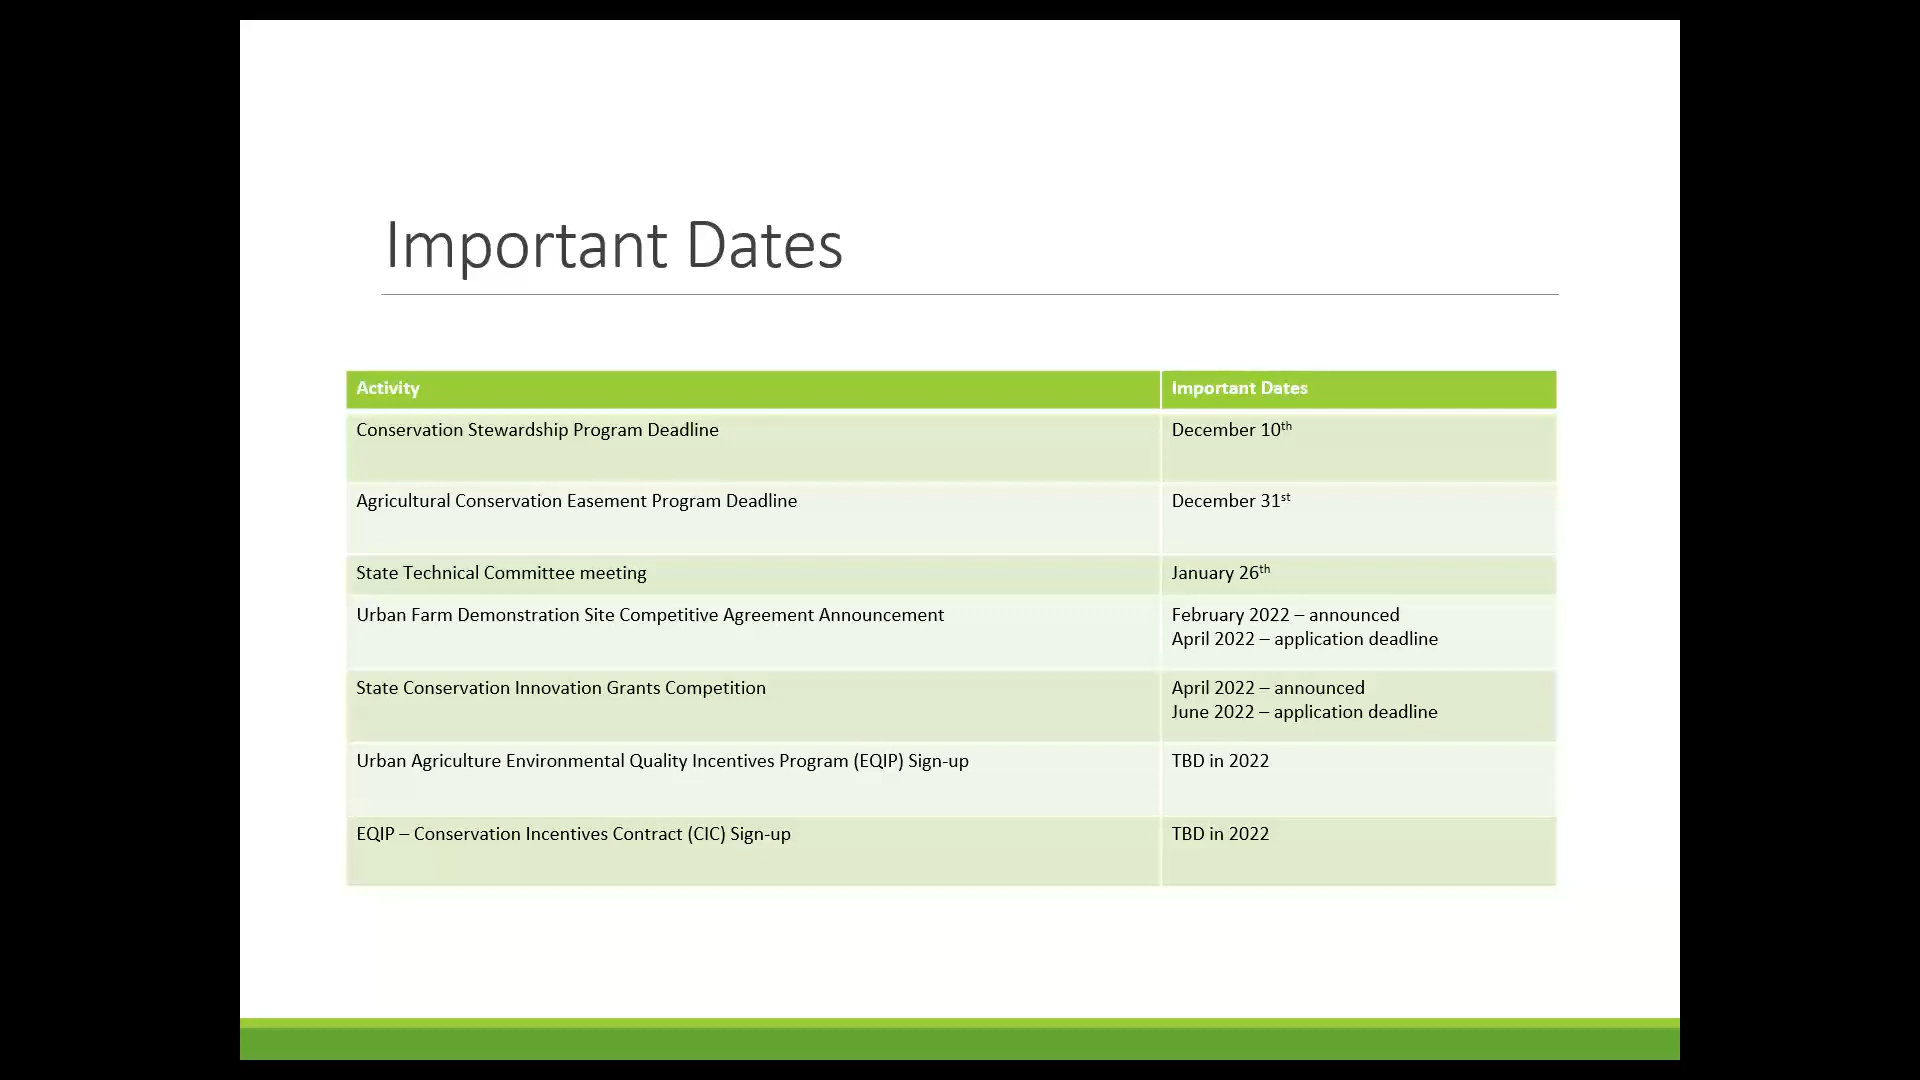 Important Dates
Activity
Important Dates
Conservation Stewardship Program Deadline
December 10th
Agricultural Conservation Easement Program Deadline
December 31st
State Technical Committee meeting
January 26th
Urban Farm Demonstration Site Competitive Agreement Announcement
February 2022 – announced
April 2022 – application deadline
State Conservation Innovation Grants Competition
April 2022 – announced
June 2022 – application deadline
Urban Agriculture Environmental Quality Incentives Program (EQIP) Sign-up
TBD in 2022
EQIP – Conservation Incentives Contract (CIC) Sign-up
TBD in 2022